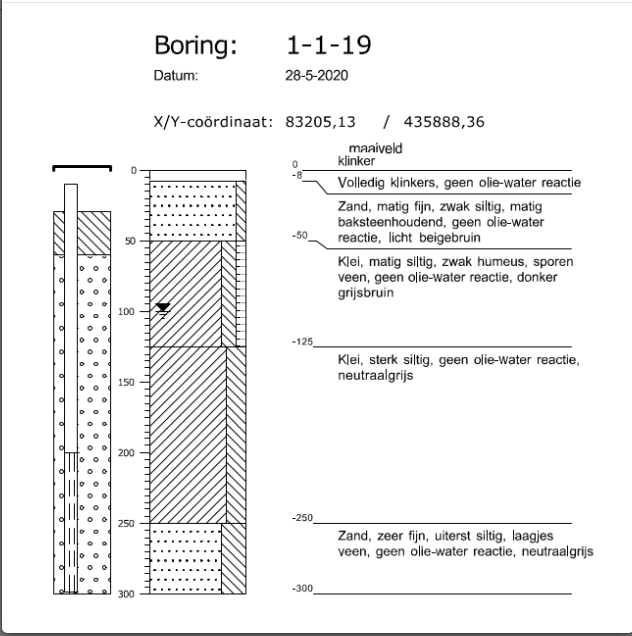 Boring: 1-1-19
Datum: 28-5-2020
X/Y-coördinaat: 83205,13 / 435888,36
maaiveld
0 0 klinker
-8 Volledig klinkers, geen olie-water reactie
Zand, matig fijn, zwak siltig, matig
baksteenhoudend, geen olie-water
reactie, licht beigebruin
50 -50
Klei, matig siltig, zwak humeus, sporen
veen, geen olie-water reactie, donker
grijsbruin
100
-125
Klei, sterk siltig, geen olie-water reactie,
neutraalgrijs
150
200
250 -250
Zand, zeer fijn, uiterst siltig, laagjes
veen, geen olie-water reactie, neutraalgrijs
300 -300